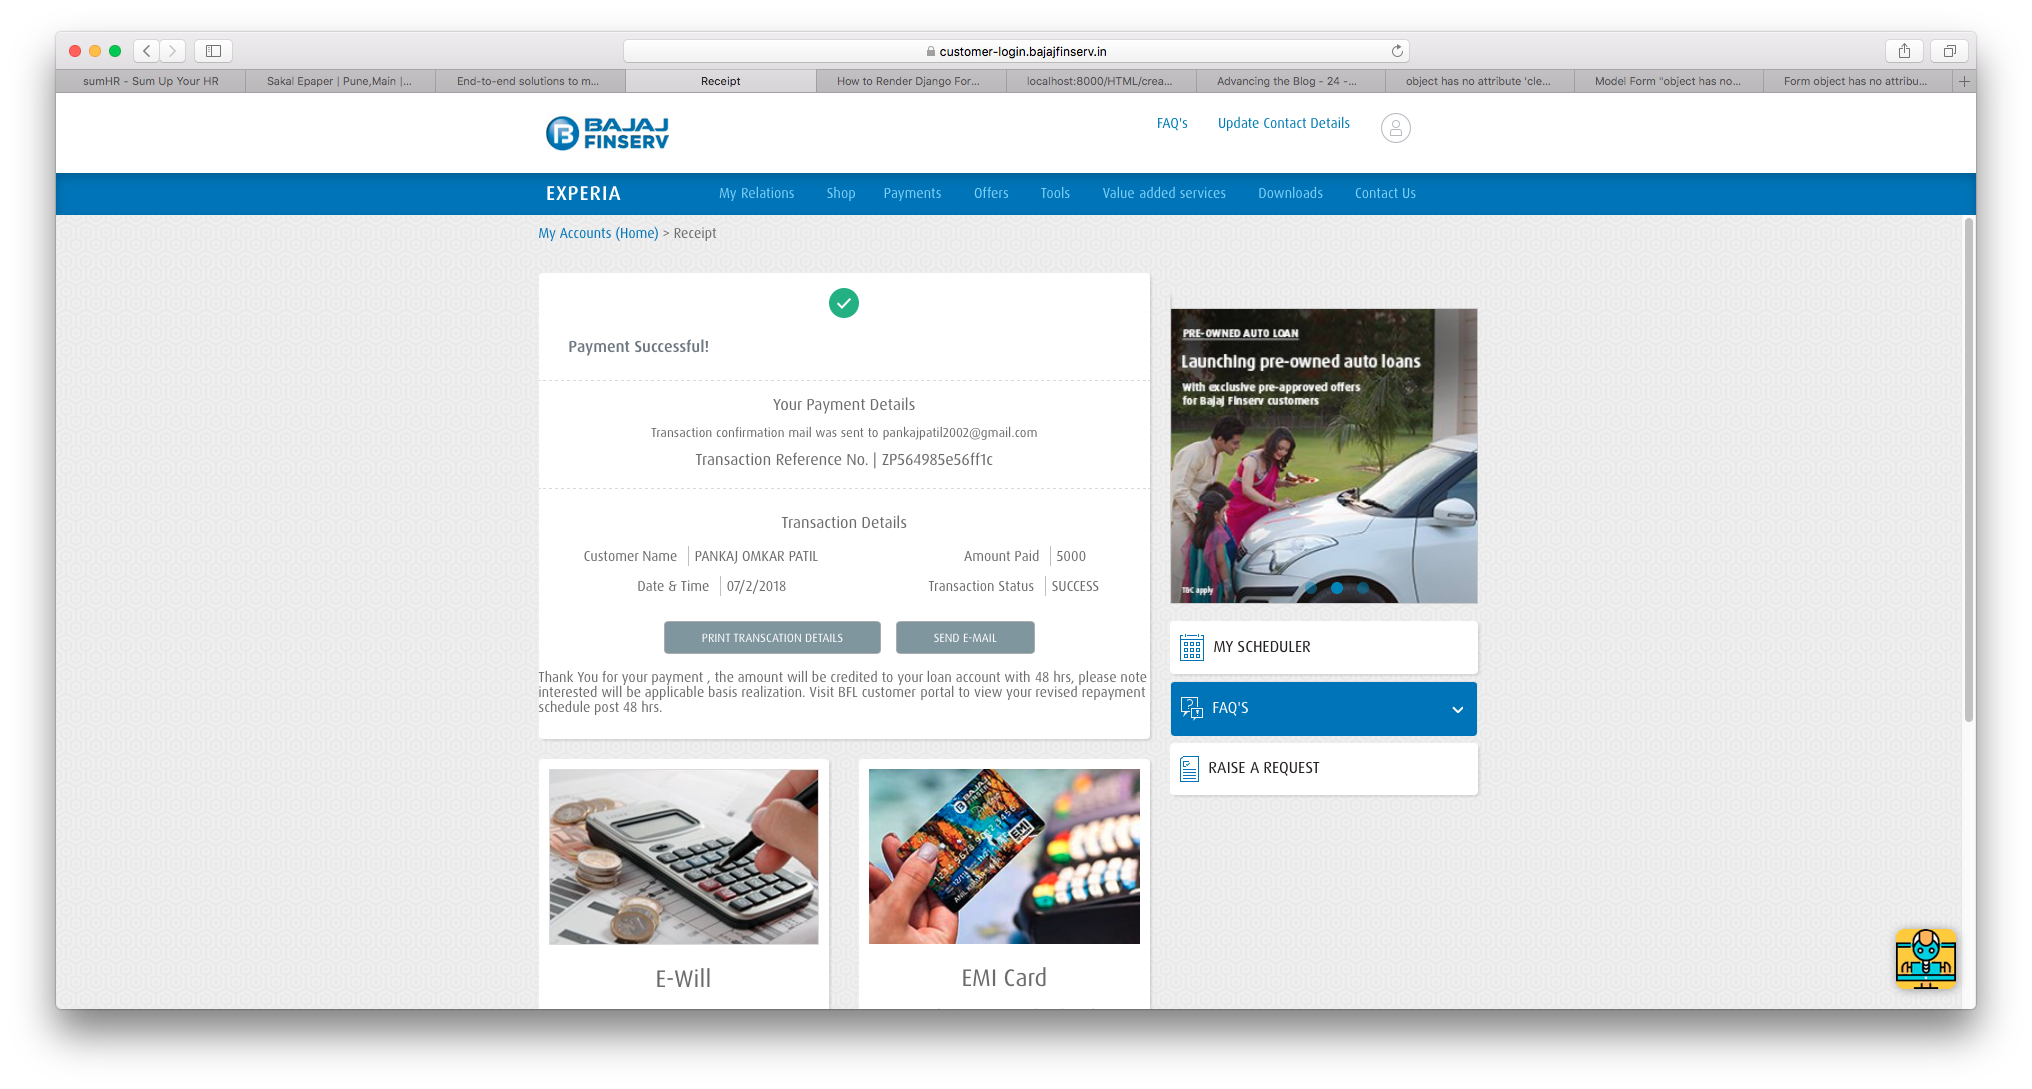 customer-login.bajajfinserv.in
sumHR - Sum Up Your HR
Sakal Epaper | Pune,Main |...
End-to-end solutions to m...
Receipt
How to Render Django For...
localhost:8000/HTML/crea...
Advancing the Blog - 24 -...
object has no attribute 'cle...
Model Form "object has no...
Form object has no attribu...
BAJAJ
FINSERV
FAQ's
Update Contact Details
EXPERIA
My Relations
Shop
Payments
Offers
Tools
Value added services
Downloads
Contact Us
My Accounts (Home) > Receipt
Payment Successful!
Your Payment Details
Transaction confirmation mail was sent to pankajpatil2002@gmail.com
Transaction Reference No. | ZP564985e56ff1c
Transaction Details
Customer Name PANKAJ OMKAR PATIL
Amount Paid 5000
Date & Time 07/2/2018
Transaction Status SUCCESS
PRINT TRANSCATION DETAILS
SEND E-MAIL
Thank You for your payment , the amount will be credited to your loan account with 48 hrs, please note
interested will be applicable basis realization. Visit BFL customer portal to view your revised repayment
schedule post 48 hrs.
PRE-OWNED AUTO LOAN
Launching pre-owned auto loans
With exclusive pre-approved offers
for Bajaj Finserv customers
T&C apply
MY SCHEDULER
FAQ'S
RAISE A REQUEST
BAJAJ
FINSERV
EMI
E-Will
EMI Card